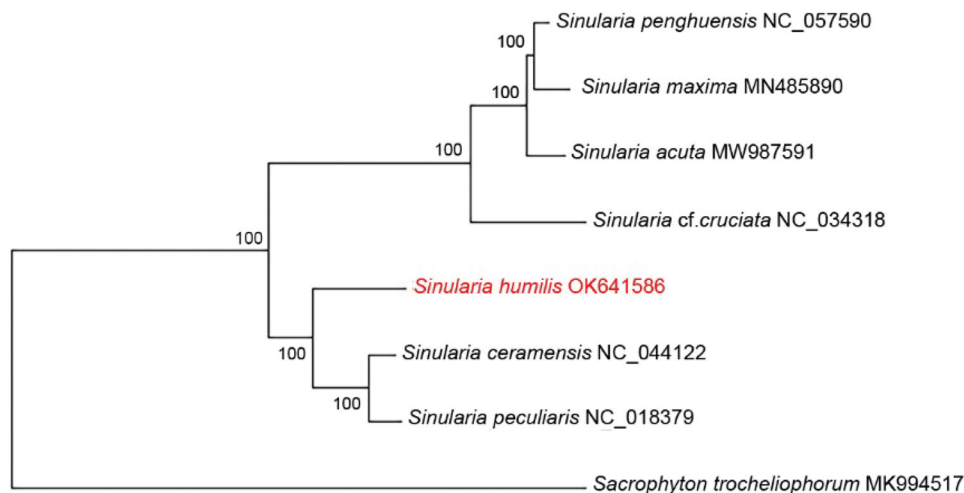 Sinularia penghuensis NC_057590
100
Sinularia maxima MN485890
100
100
Sinularia acuta MW987591
Sinularia cf.cruciata NC_034318
100
Sinularia humilis OK641586
100
Sinularia ceramensis NC_044122
100
Sinularia peculiaris NC_018379
Sacrophyton trocheliophorum MK994517